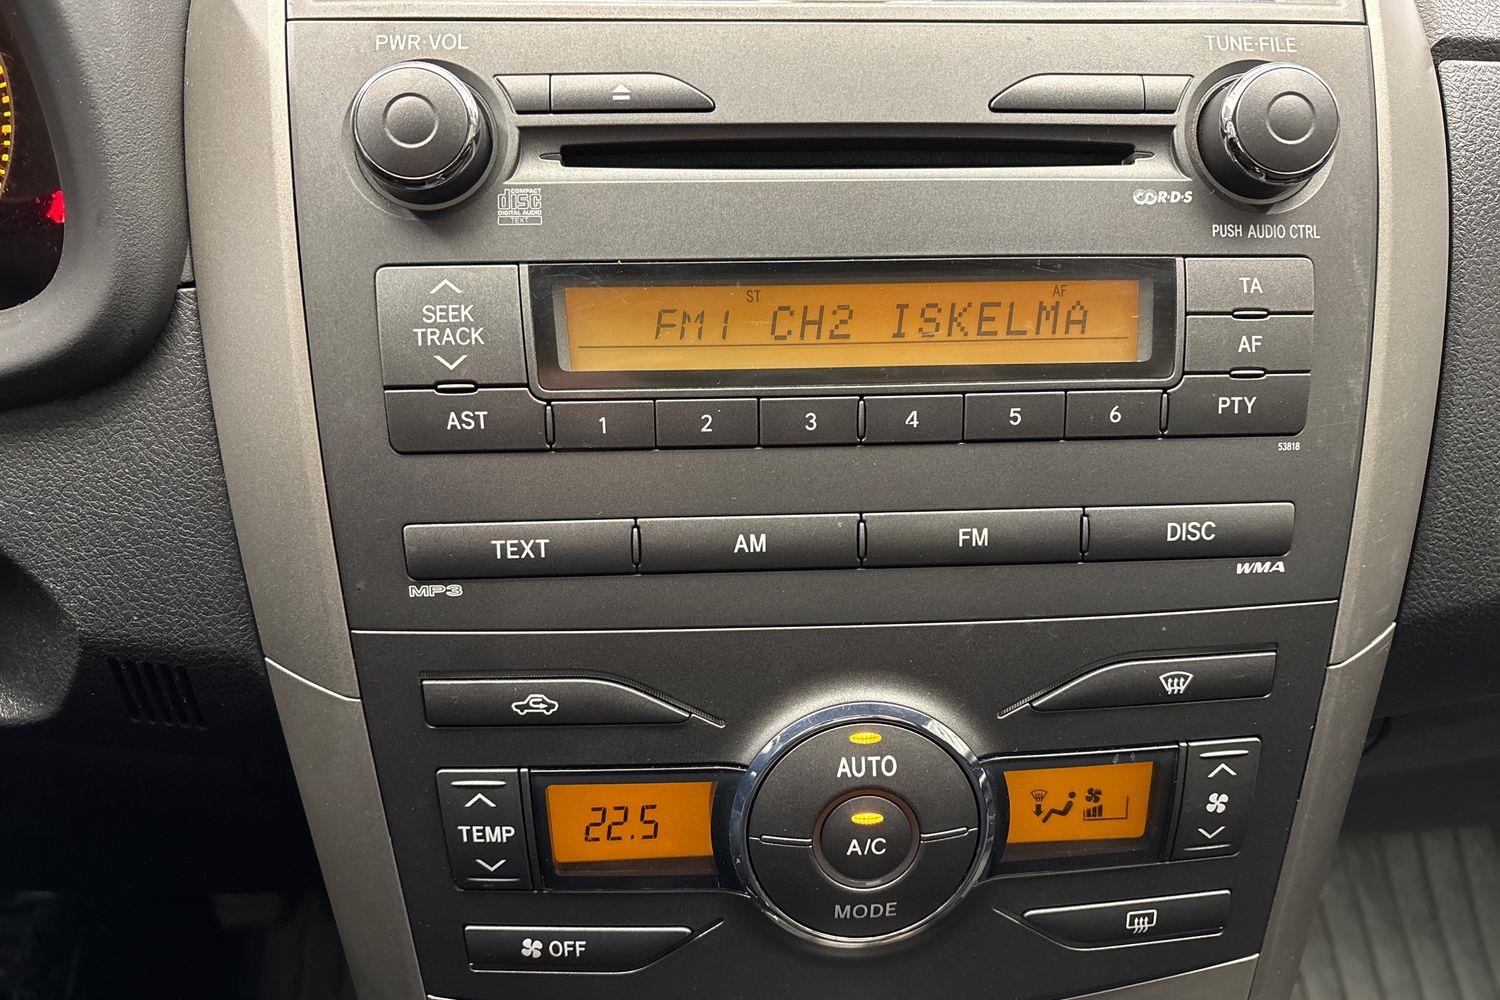 PWR·VOL
TUNE·FILE
COMPACT
disc
DIGITAL AUDIO
TEXT
R·D·S
PUSH AUDIO CTRL
SEEK
TRACK
ST
AF
FM1 CH2 ISKELMÄ
TA
AF
AST
1
2
3
4
5
6
PTY
53818
TEXT
AM
FM
DISC
MP3
WMA
AUTO
TEMP
22.5
A/C
MODE
OFF